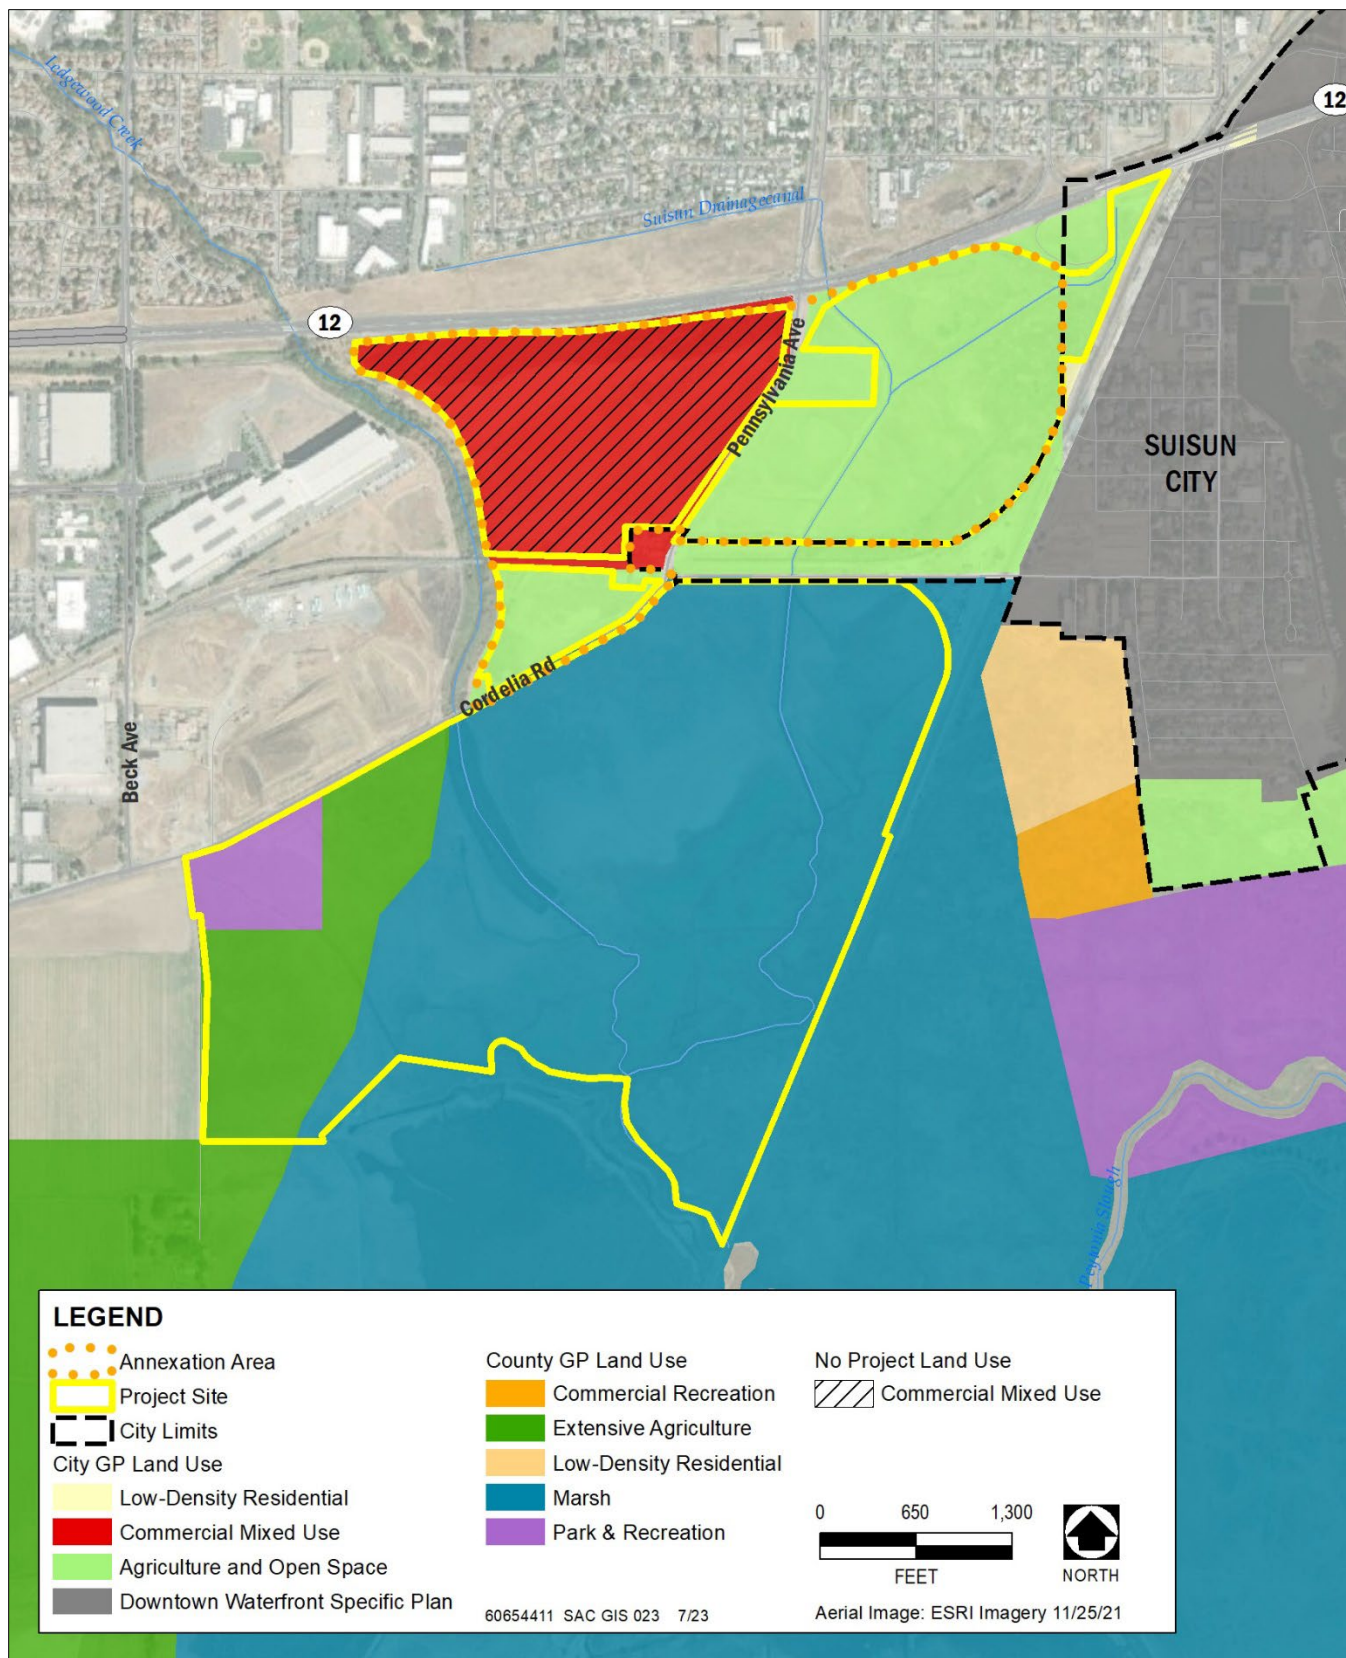 Ledgewood Creek
12
Suisun Drainagecanal
12
Pennsylvania Ave
SUISUN
CITY
Cordelia Rd
Beck Ave
Peytonia Slough
LEGEND
Annexation Area
Project Site
City Limits
City GP Land Use
Low-Density Residential
Commercial Mixed Use
Agriculture and Open Space
Downtown Waterfront Specific Plan
County GP Land Use
Commercial Recreation
Extensive Agriculture
Low-Density Residential
Marsh
Park & Recreation
60654411 SAC GIS 023 7/23
No Project Land Use
Commercial Mixed Use
0 650 1,300
FEET
NORTH
Aerial Image: ESRI Imagery 11/25/21